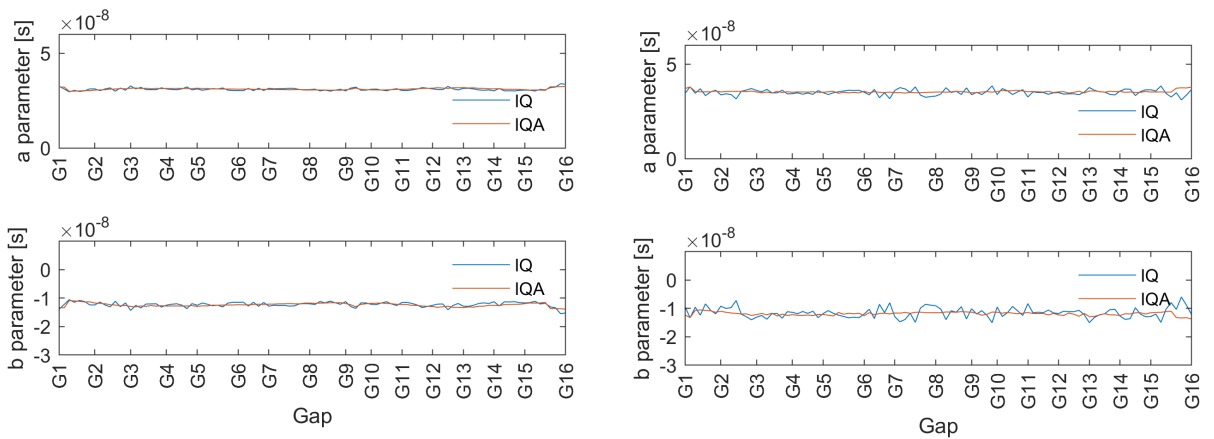 ×10-8
a parameter [s]
5
0
IQ
IQA
G1 G2 G3 G4 G5 G6 G7 G8 G9 G10 G11 G12 G13 G14 G15 G16
×10-8
b parameter [s]
0
-1
-2
-3
IQ
IQA
G1 G2 G3 G4 G5 G6 G7 G8 G9 G10 G11 G12 G13 G14 G15 G16
Gap
×10-8
a parameter [s]
5
0
IQ
IQA
G1 G2 G3 G4 G5 G6 G7 G8 G9 G10 G11 G12 G13 G14 G15 G16
×10-8
b parameter [s]
0
-1
-2
-3
IQ
IQA
G1 G2 G3 G4 G5 G6 G7 G8 G9 G10 G11 G12 G13 G14 G15 G16
Gap